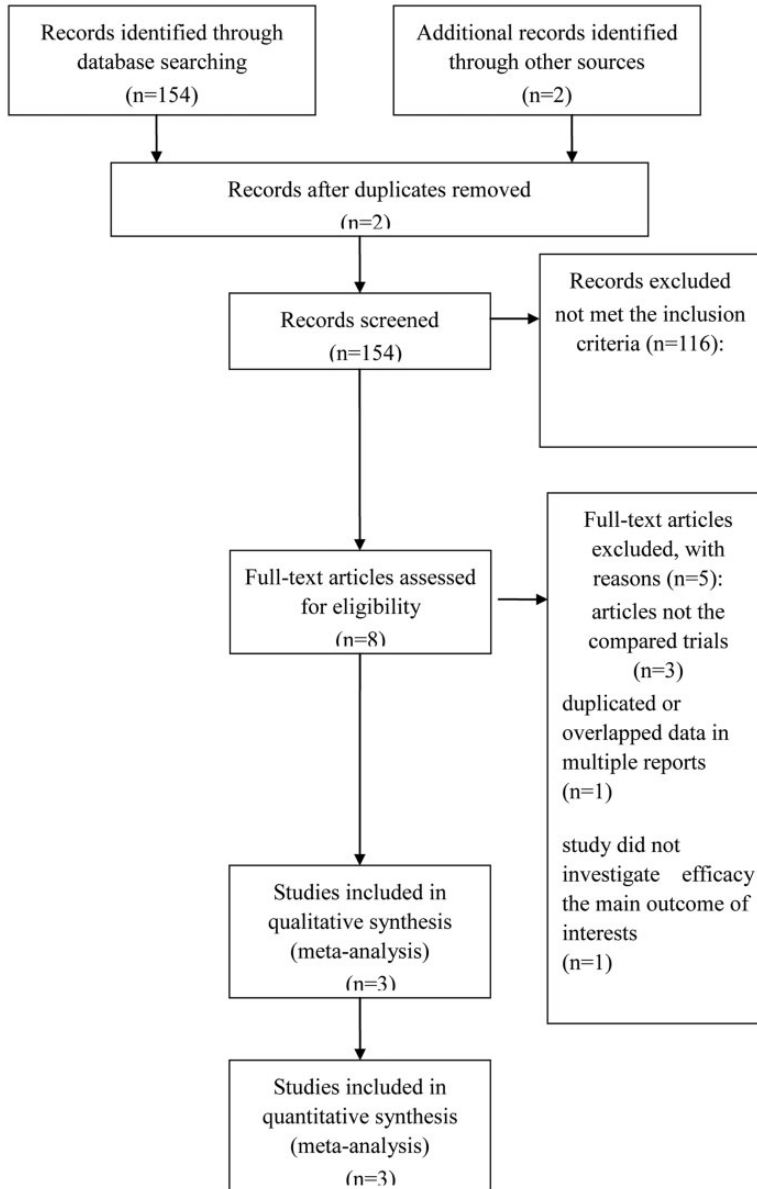 Records identified through
database searching
(n=154)
Additional records identified
through other sources
(n=2)
Records after duplicates removed
(n=2)
Records screened
(n=154)
Records excluded
not met the inclusion
criteria (n=116):
Full-text articles assessed
for eligibility
(n=8)
Full-text articles
excluded, with
reasons (n=5):
articles not the
compared trials
(n=3)
duplicated or
overlapped data in
multiple reports
(n=1)
study did not
investigate efficacy
the main outcome of
interests
(n=1)
Studies included in
qualitative synthesis
(meta-analysis)
(n=3)
Studies included in
quantitative synthesis
(meta-analysis)
(n=3)